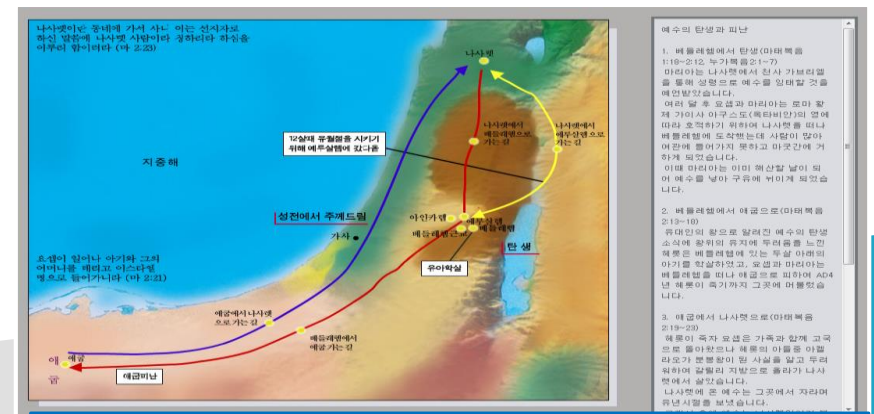 나사렛이란 동네에 가서 사니 이는 선지자로
하신 말씀에 나사렛 사람이라 칭하리라 하심을
이루려 함이러라 (마 2:23)
나사렛
12살때 유월절을 지키기
위해 예루살렘에 갔다옴
나사렛에서
베들레헴으로
가는길
나사렛에서
예루살렘으로
가는길
지중해
성전에서 주께드림
가사
아인카렘
예루살렘
베들레헴근교
베들레헴
탄 생
유아학살
요셉이 일어나 아기와 그의
어머니를 데리고 이스라엘
땅으로 들어가니라 (마 2:21)
애굽에서 나사렛
으로 가는길
베들레헴에서
애굽 가는길
애
굽
애굽
애굽피난
예수의 탄생과 피난
1. 베들레헴에서 탄생(마태복음
1:18~2:12, 누가복음2:1~7)
마리아는 나사렛에서 천사 가브리엘
을 통해 성령으로 예수를 잉태할 것을
예언받았습니다.
여러 달 후 요셉과 마리아는 로마 황
제 가이사 아구스도(옥타비안)의 영에
따라 호적하기 위하여 나사렛을 떠나
베들레헴에 도착했는데 사람이 많아
여관에 들어가지 못하고 마굿간에 거
하게 되었습니다.
이때 마리아는 이미 해산할 날이 되
어 예수를 낳아 구유에 뉘이게 되었습
니다.
2. 베들레헴에서 애굽으로(마태복음
2:13~18)
유대인의 왕으로 알려진 예수의 탄생
소식에 왕위의 유지에 두려움을 느낀
헤롯은 베들레헴에 있는 두살 아래의
아기를 학살하였고, 요셉과 마리아는
베들레헴을 떠나 애굽으로 피하여 AD4
년 헤롯이 죽기까지 그곳에 머물렀습
니다.
3. 애굽에서 나사렛으로(마태복음
2:19~23)
헤롯이 죽자 요셉은 가족과 함께 고국
으로 돌아왔으나 헤롯의 아들중 아켈
라오가 분봉왕이 된 사실을 알고 두려
워하여 갈릴리 지방으로 올라가 나사
렛에서 살았습니다.
나사렛에 온 예수는 그곳에서 자라며
유년시절을 보냈습니다.